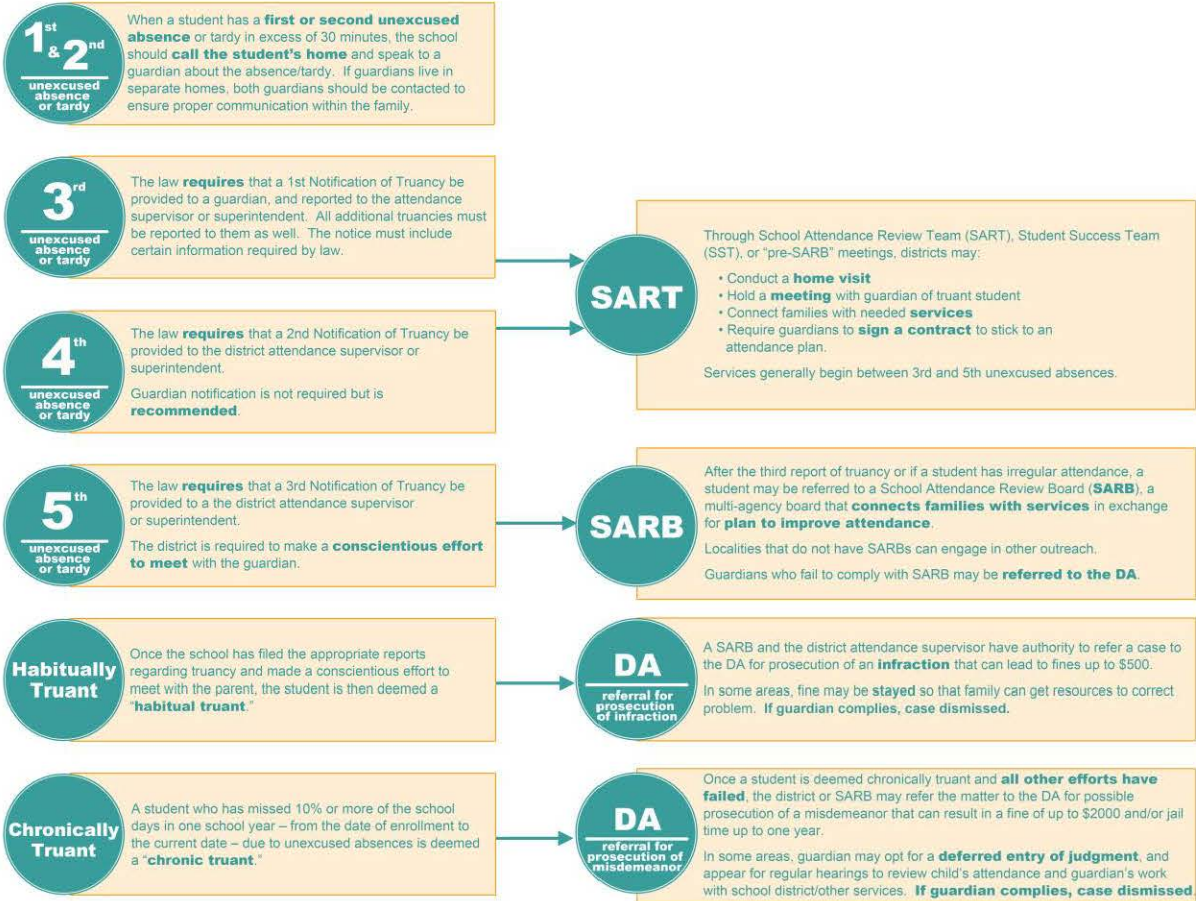 1st
& 2nd
unexcused
absence
or tardy
When a student has a first or second unexcused
absence or tardy in excess of 30 minutes, the school
should call the student's home and speak to a
guardian about the absence/tardy. If guardians live in
separate homes, both guardians should be contacted to
ensure proper communication within the family.
3rd
unexcused
absence
or tardy
The law requires that a 1st Notification of Truancy be
provided to a guardian, and reported to the attendance
supervisor or superintendent. All additional truancies must
be reported to them as well. The notice must include
certain information required by law.
4th
unexcused
absence
or tardy
The law requires that a 2nd Notification of Truancy be
provided to the district attendance supervisor or
superintendent.
Guardian notification is not required but is
recommended.
SART
Through School Attendance Review Team (SART), Student Success Team
(SST), or “pre-SARB” meetings, districts may:
• Conduct a home visit
• Hold a meeting with guardian of truant student
• Connect families with needed services
• Require guardians to sign a contract to stick to an
attendance plan.
Services generally begin between 3rd and 5th unexcused absences.
5th
unexcused
absence
or tardy
The law requires that a 3rd Notification of Truancy be
provided to a the district attendance supervisor
or superintendent.
The district is required to make a conscientious effort
to meet with the guardian.
SARB
After the third report of truancy or if a student has irregular attendance, a
student may be referred to a School Attendance Review Board (SARB), a
multi-agency board that connects families with services in exchange
for plan to improve attendance.
Localities that do not have SARBs can engage in other outreach.
Guardians who fail to comply with SARB may be referred to the DA.
Habitually
Truant
Once the school has filed the appropriate reports
regarding truancy and made a conscientious effort to
meet with the parent, the student is then deemed a
“habitual truant.”
DA
referral for
prosecution
of infraction
A SARB and the district attendance supervisor have authority to refer a case to
the DA for prosecution of an infraction that can lead to fines up to $500.
In some areas, fine may be stayed so that family can get resources to correct
problem. If guardian complies, case dismissed.
Chronically
Truant
A student who has missed 10% or more of the school
days in one school year – from the date of enrollment to
the current date – due to unexcused absences is deemed
a “chronic truant.”
DA
referral for
prosecution of
misdemeanor
Once a student is deemed chronically truant and all other efforts have
failed, the district or SARB may refer the matter to the DA for possible
prosecution of a misdemeanor that can result in a fine of up to $2000 and/or jail
time up to one year.
In some areas, guardian may opt for a deferred entry of judgment, and
appear for regular hearings to review child's attendance and guardian's work
with school district/other services. If guardian complies, case dismissed.